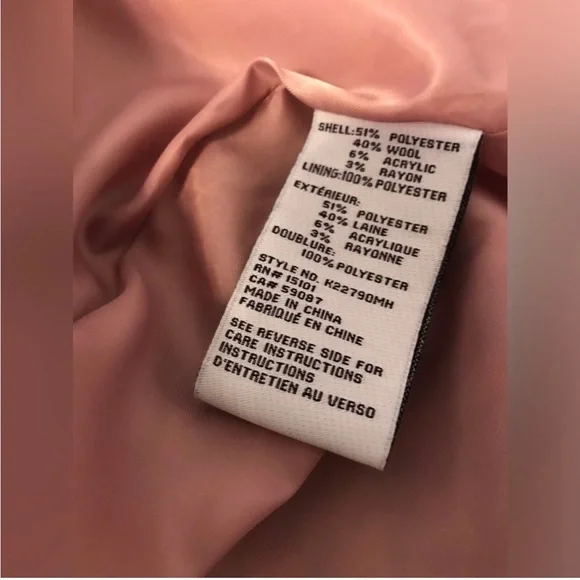 SHELL:51% POLYESTER
40% WOOL
6% ACRYLIC
3% RAYON
LINING:100% POLYESTER
EXTÉRIEUR:
51% POLYESTER
40% LAINE
6% ACRYLIQUE
3% RAYONNE
DOUBLURE:
100% POLYESTER
STYLE NO. K22790MH
RN# 15101
CA# 59087
MADE IN CHINA
FABRIQUÉ EN CHINE
SEE REVERSE SIDE FOR
CARE INSTRUCTIONS
INSTRUCTIONS
D'ENTRETIEN AU VERSO